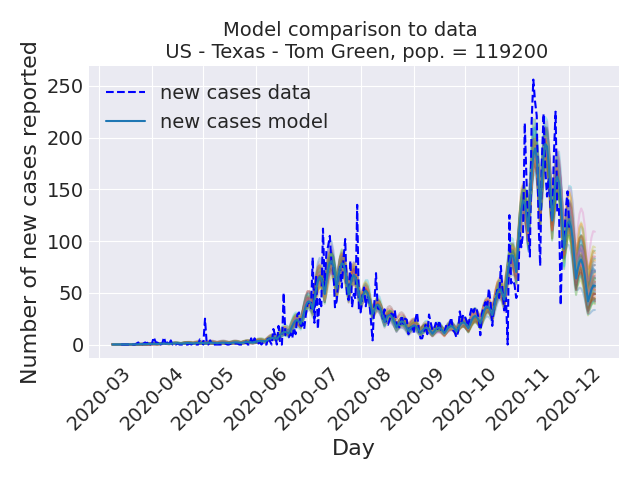 Model comparison to data
US - Texas - Tom Green, pop. = 119200
new cases data
new cases model
Number of new cases reported
250
200
150
100
50
0
2020-03
2020-04
2020-05
2020-06
2020-07
2020-08
2020-09
2020-10
2020-11
2020-12
Day